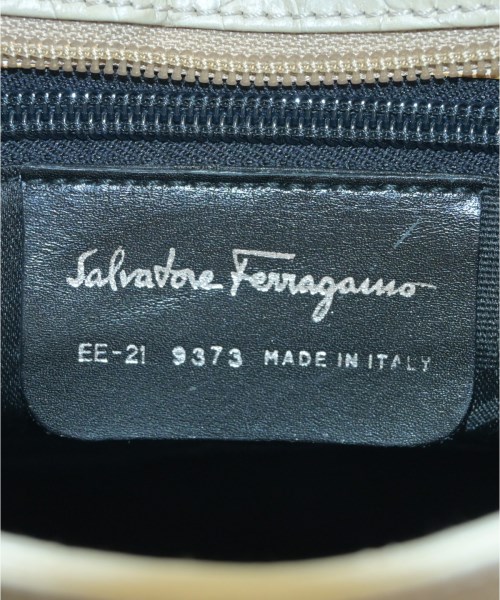 Salvatore Ferragamo
EE-21 9373 MADE IN ITALY